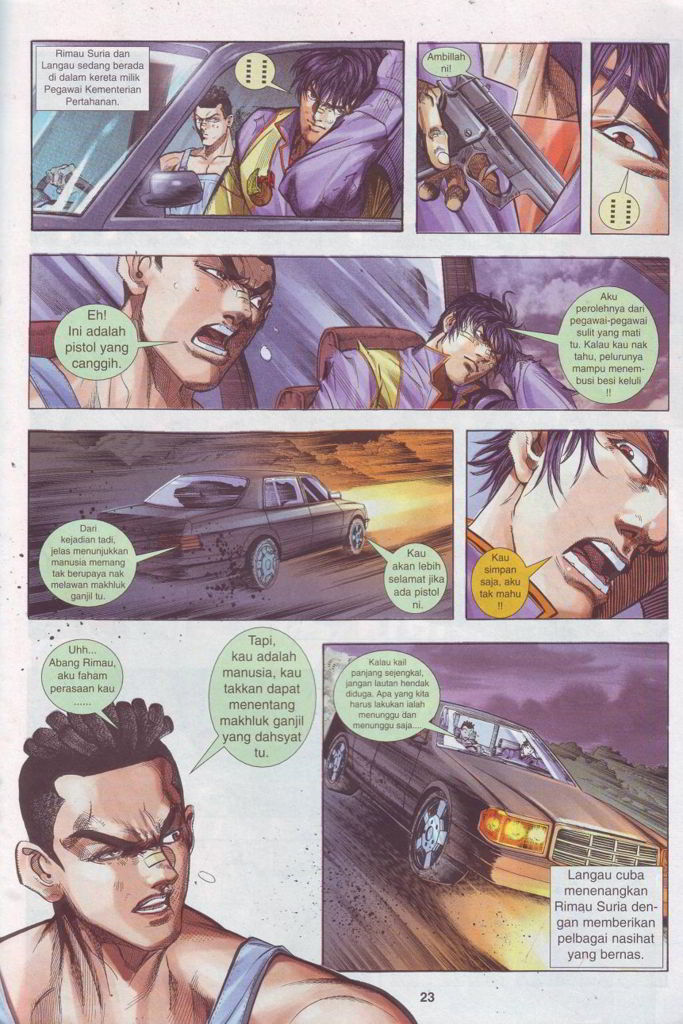 Rimau Suria dan
Langau sedang berada
di dalam kereta milik
Pegawai Kementerian
Pertahanan.
Ambillah
ni!
Eh!
Ini adalah
pistol yang
canggih.
Aku
perolehnya dari
pegawai-pegawai
sulit yang mati
tu. Kalau kau nak
tahu, pelurunya
mampu menem-
busi besi keluli
!!
Dari
kejadian tadi,
jelas menunjukkan
manusia memang
tak berupaya nak
melawan makhluk
ganjil tu.
Kau
akan lebih
selamat jika
ada pistol
ni.
Kau
simpan
saja, aku
tak mahu
!!
Uhh...
Abang Rimau,
aku faham
perasaan kau
......
Tapi,
kau adalah
manusia, kau
takkan dapat
menentang
makhluk ganjil
yang dahsyat
tu.
Kalau kail
panjang sejengkal,
jangan lautan hendak
diduga. Apa yang kita
harus lakukan ialah
menunggu dan
menunggu saja....
Langau cuba
menenangkan
Rimau Suria de-
ngan memberikan
pelbagai nasihat
yang bernas.
23